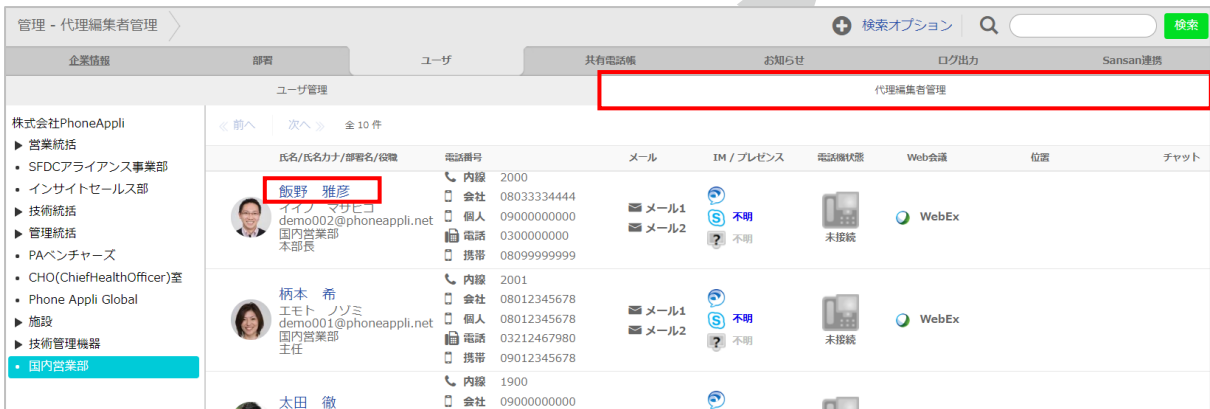 管理 - 代理編集者管理
検索オプション
検索
企業情報 部署 ユーザ 共有電話帳 お知らせ ログ出力 Sansan連携
ユーザ管理 代理編集者管理
株式会社PhoneAppli
▶ 営業統括
• SFDCアライアンス事業部
• インサイトセールス部
▶ 技術統括
▶ 管理統括
• PAベンチャーズ
• CHO(ChiefHealthOfficer)室
• Phone Appli Global
▶ 施設
▶ 技術管理機器
• 国内営業部
≪ 前へ 次へ ≫ 全 10 件
氏名/氏名カナ/部署名/役職 電話番号 メール IM / プレゼンス 電話機状態 Web会議 位置 チャット
飯野 雅彦
イイノ マサヒコ
demo002@phoneappli.net
国内営業部
本部長
内線 2000
会社 08033334444
個人 09000000000
電話 0300000000
携帯 08099999999
メール1
メール2
不明
不明
未接続
WebEx
柄本 希
エモト ノゾミ
demo001@phoneappli.net
国内営業部
主任
内線 2001
会社 08012345678
個人 08012345678
電話 03212467980
携帯 09012345678
メール1
メール2
不明
不明
未接続
WebEx
太田 徹
内線 1900
会社 09000000000